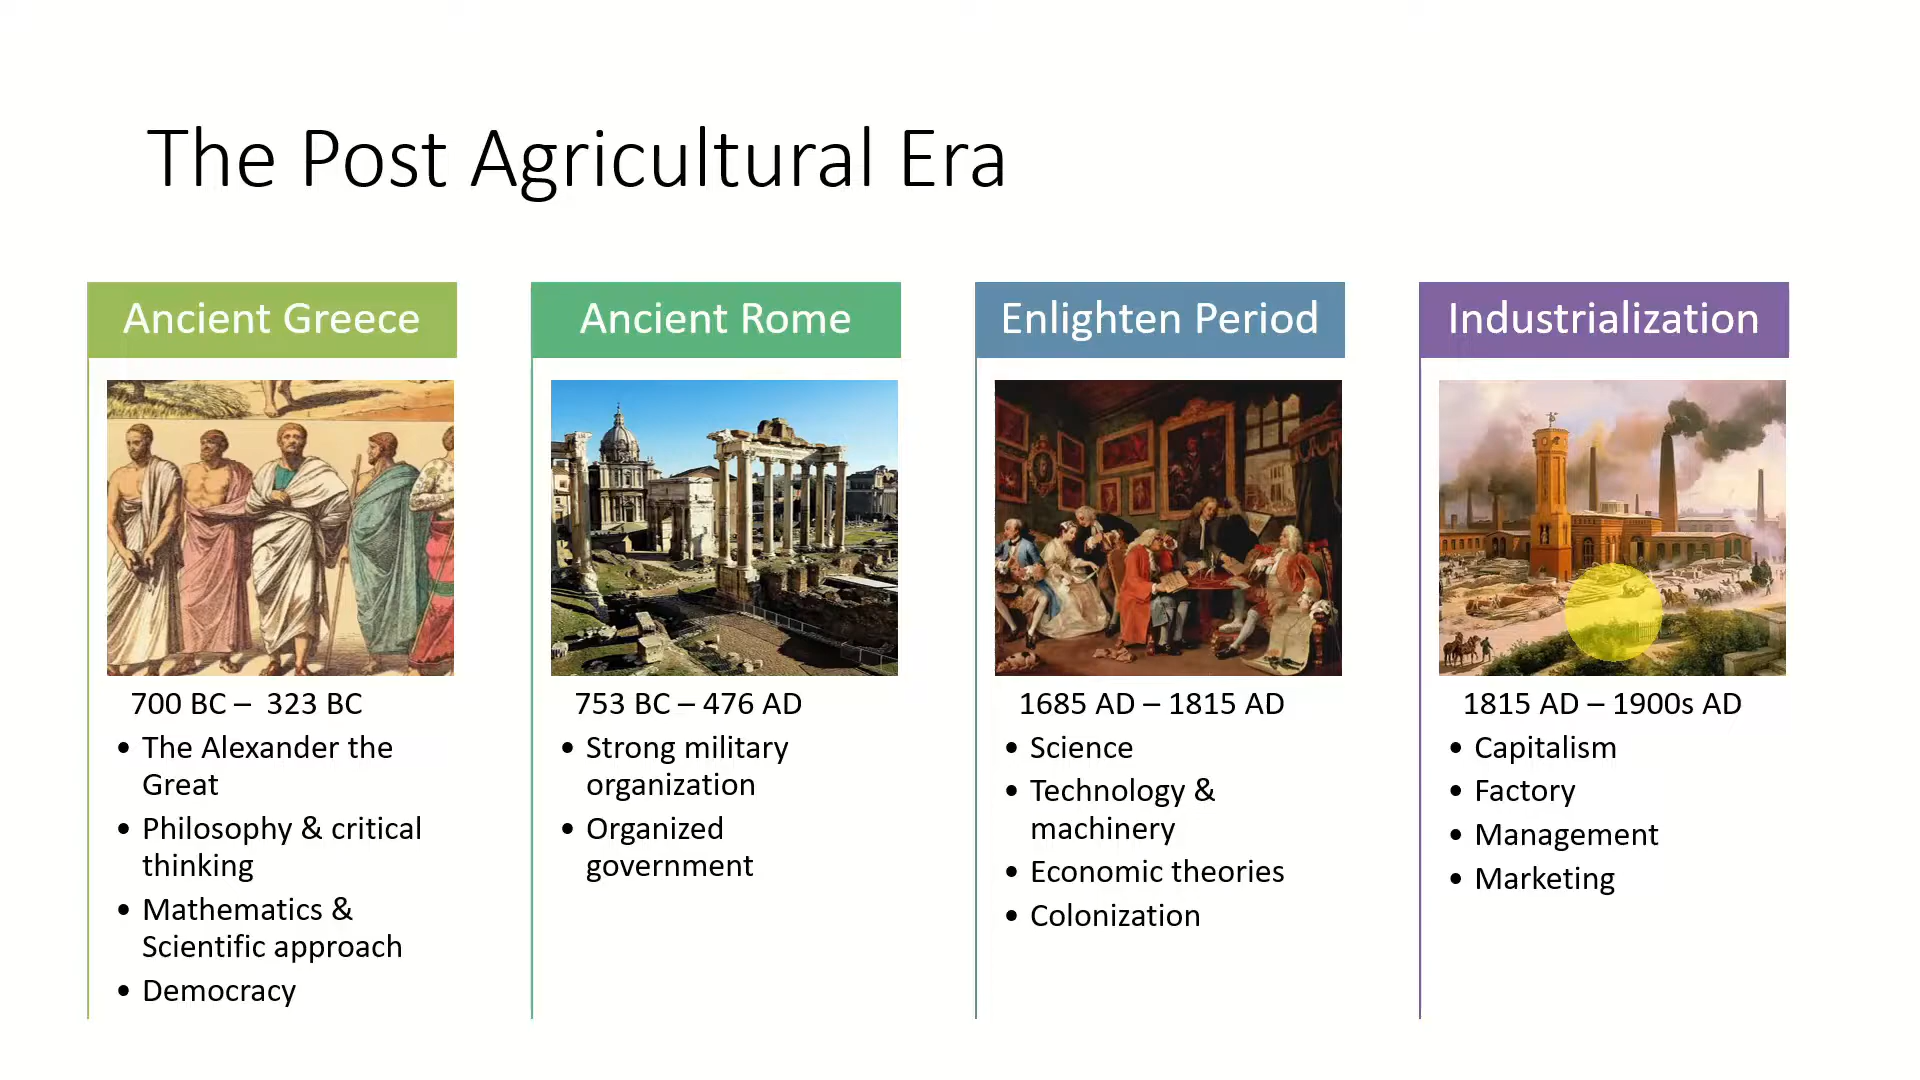 The Post Agricultural Era
Ancient Greece
700 BC – 323 BC
• The Alexander the
Great
• Philosophy & critical
thinking
• Mathematics &
Scientific approach
• Democracy
Ancient Rome
753 BC – 476 AD
• Strong military
organization
• Organized
government
Enlighten Period
1685 AD – 1815 AD
• Science
• Technology &
machinery
• Economic theories
• Colonization
Industrialization
1815 AD – 1900s AD
• Capitalism
• Factory
• Management
• Marketing